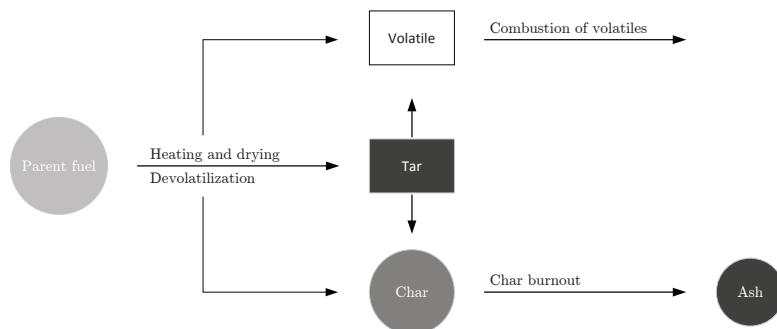 Volatile
Combustion of volatiles
Parent fuel
Heating and drying
Devolatilization
Tar
Char
Char burnout
Ash